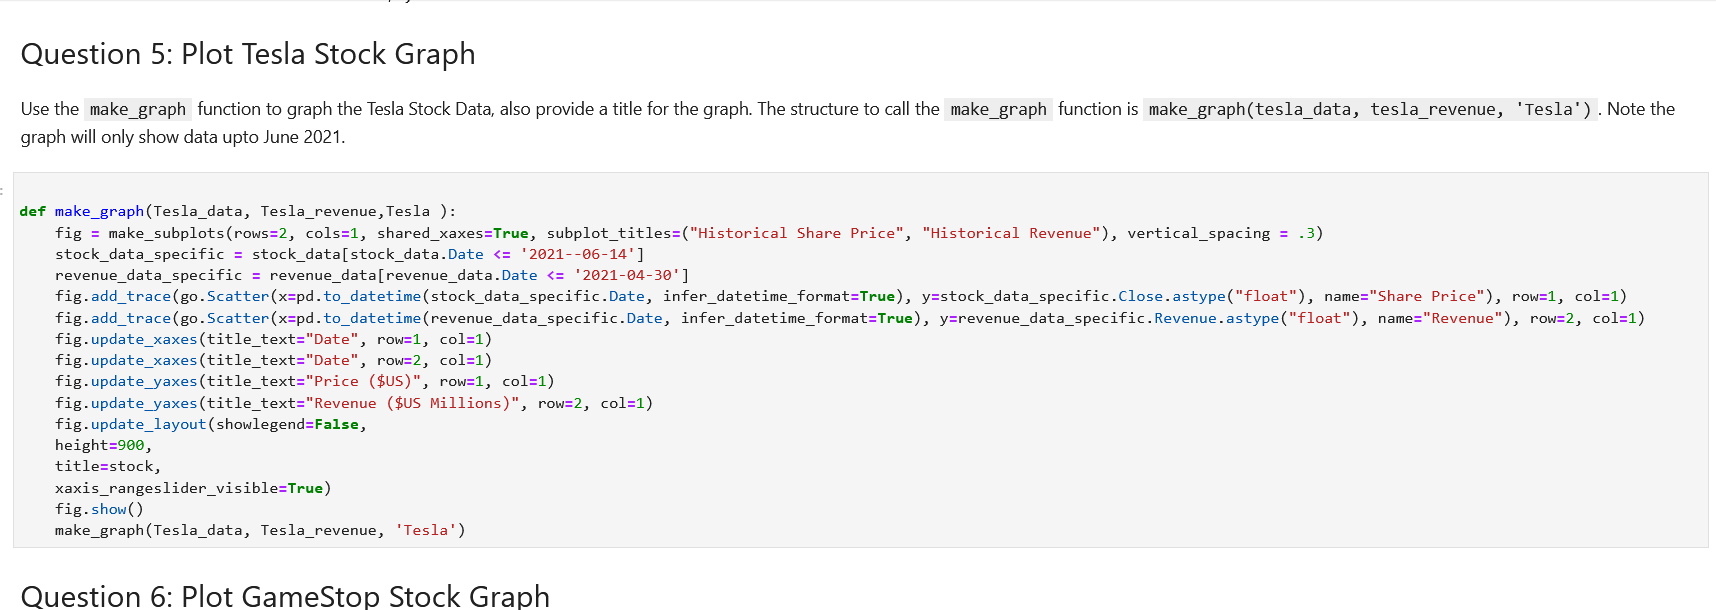 Question 5: Plot Tesla Stock Graph
Use the make_graph function to graph the Tesla Stock Data, also provide a title for the graph. The structure to call the make_graph function is make_graph(tesla_data, tesla_revenue, 'Tesla') . Note the
graph will only show data upto June 2021.
def make_graph(Tesla_data, Tesla_revenue,Tesla ):
    fig = make_subplots(rows=2, cols=1, shared_xaxes=True, subplot_titles=("Historical Share Price", "Historical Revenue"), vertical_spacing = .3)
    stock_data_specific = stock_data[stock_data.Date <= '2021--06-14']
    revenue_data_specific = revenue_data[revenue_data.Date <= '2021-04-30']
    fig.add_trace(go.Scatter(x=pd.to_datetime(stock_data_specific.Date, infer_datetime_format=True), y=stock_data_specific.Close.astype("float"), name="Share Price"), row=1, col=1)
    fig.add_trace(go.Scatter(x=pd.to_datetime(revenue_data_specific.Date, infer_datetime_format=True), y=revenue_data_specific.Revenue.astype("float"), name="Revenue"), row=2, col=1)
    fig.update_xaxes(title_text="Date", row=1, col=1)
    fig.update_xaxes(title_text="Date", row=2, col=1)
    fig.update_yaxes(title_text="Price ($US)", row=1, col=1)
    fig.update_yaxes(title_text="Revenue ($US Millions)", row=2, col=1)
    fig.update_layout(showlegend=False,
    height=900,
    title=stock,
    xaxis_rangeslider_visible=True)
    fig.show()
    make_graph(Tesla_data, Tesla_revenue, 'Tesla')
Question 6: Plot GameStop Stock Graph